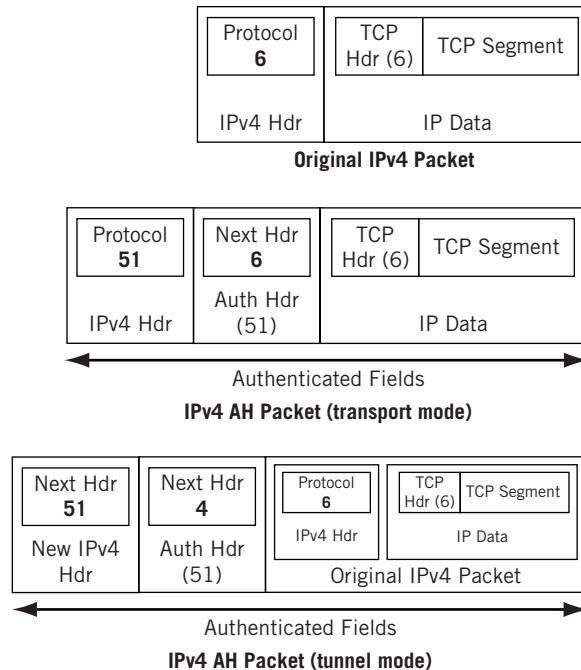 Protocol
6
IPv4 Hdr
TCP
Hdr (6)
TCP Segment
IP Data
Original IPv4 Packet
Protocol
51
IPv4 Hdr
Next Hdr
6
Auth Hdr
(51)
TCP
Hdr (6)
TCP Segment
IP Data
Authenticated Fields
IPv4 AH Packet (transport mode)
Next Hdr
51
New IPv4
Hdr
Next Hdr
4
Auth Hdr
(51)
Protocol
6
IPv4 Hdr
TCP
Hdr (6)
TCP Segment
IP Data
Original IPv4 Packet
Authenticated Fields
IPv4 AH Packet (tunnel mode)